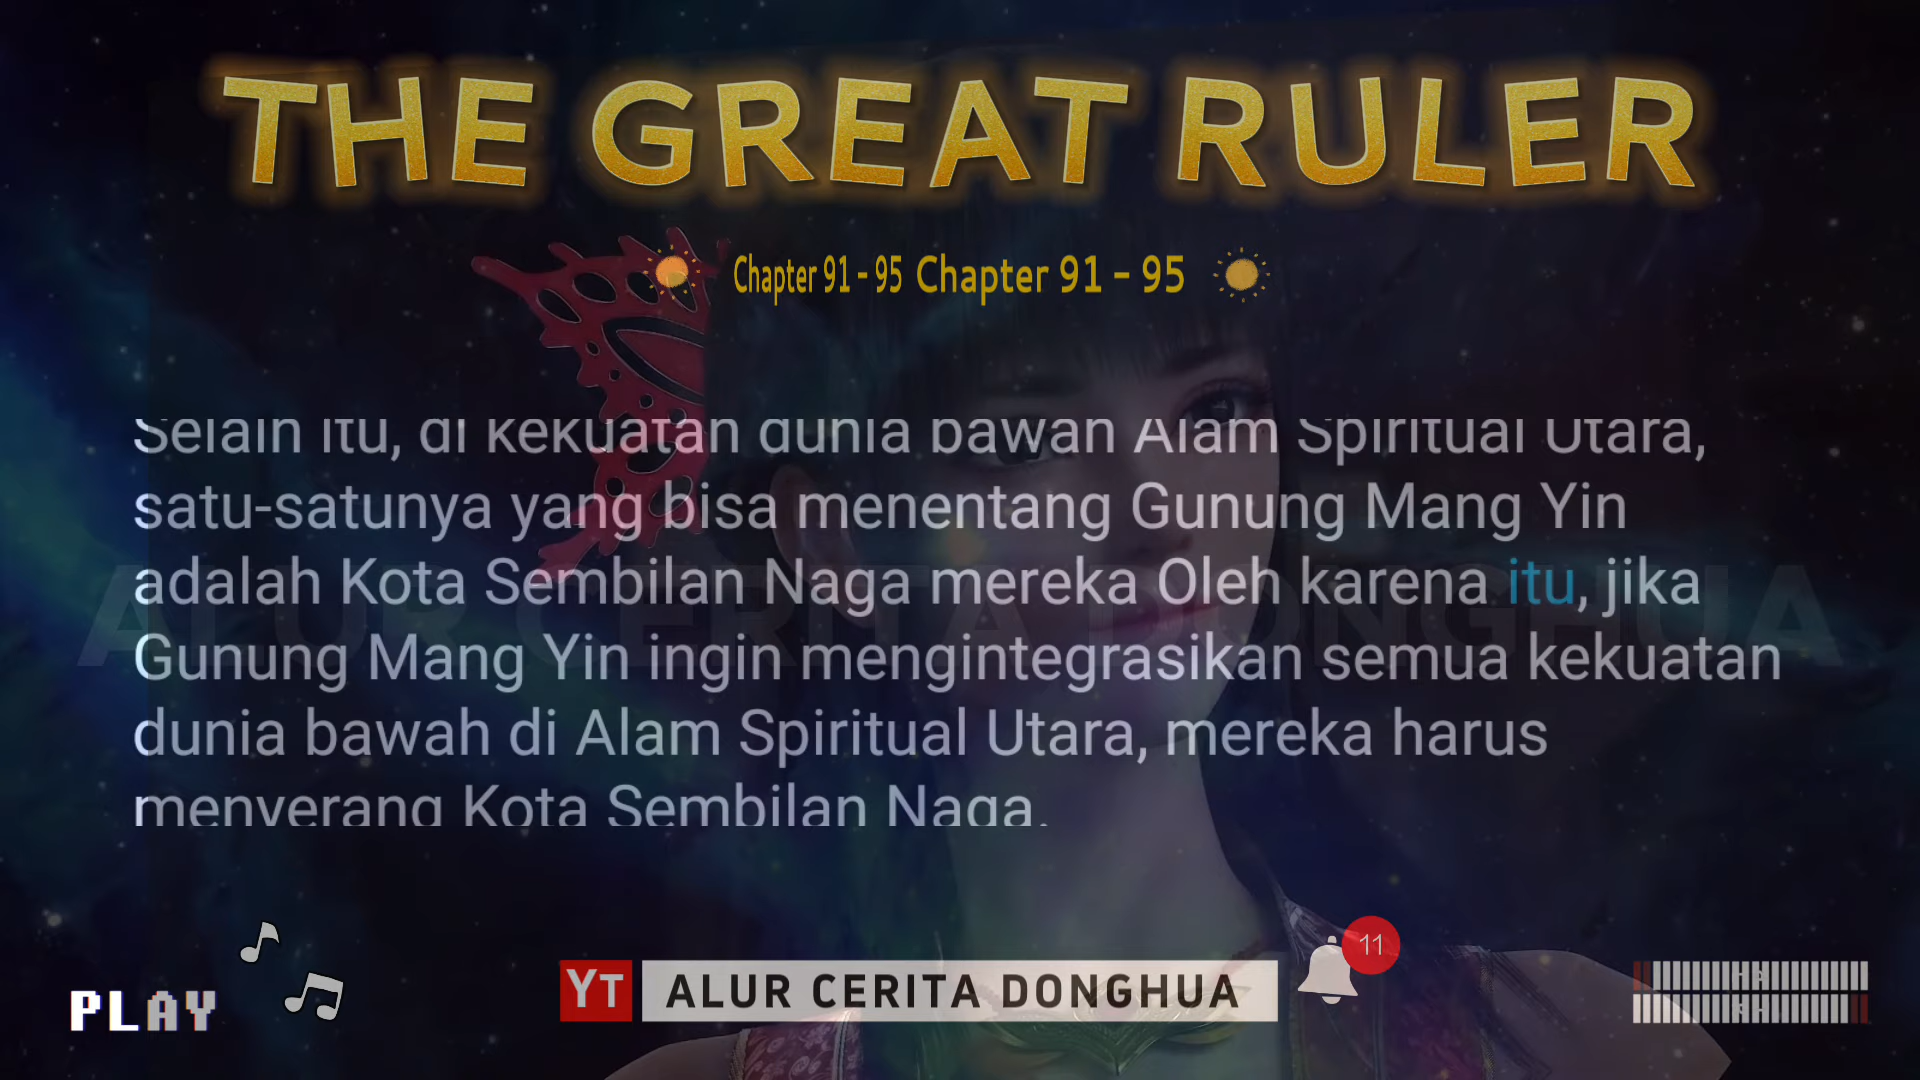 THE GREAT RULER
Chapter 91 - 95 Chapter 91 - 95
Selain itu, di kekuatan dunia bawah Alam Spiritual Utara,
satu-satunya yang bisa menentang Gunung Mang Yin
adalah Kota Sembilan Naga mereka Oleh karena itu, jika
Gunung Mang Yin ingin mengintegrasikan semua kekuatan
dunia bawah di Alam Spiritual Utara, mereka harus
menyerang Kota Sembilan Naga.
ALUR CERITA DONGHUA
PLAY
YT ALUR CERITA DONGHUA
11